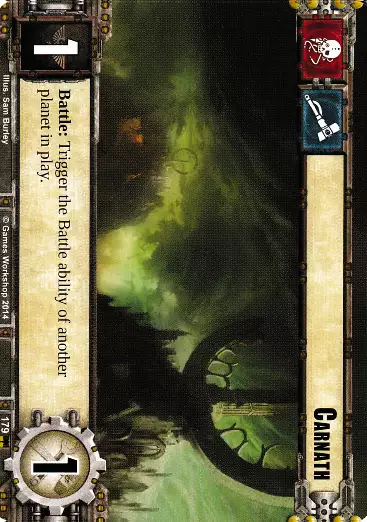 CARNATH
1
Battle: Trigger the Battle ability of another
planet in play.
1
Illus. Sam Burley
© Games Workshop 2014
179